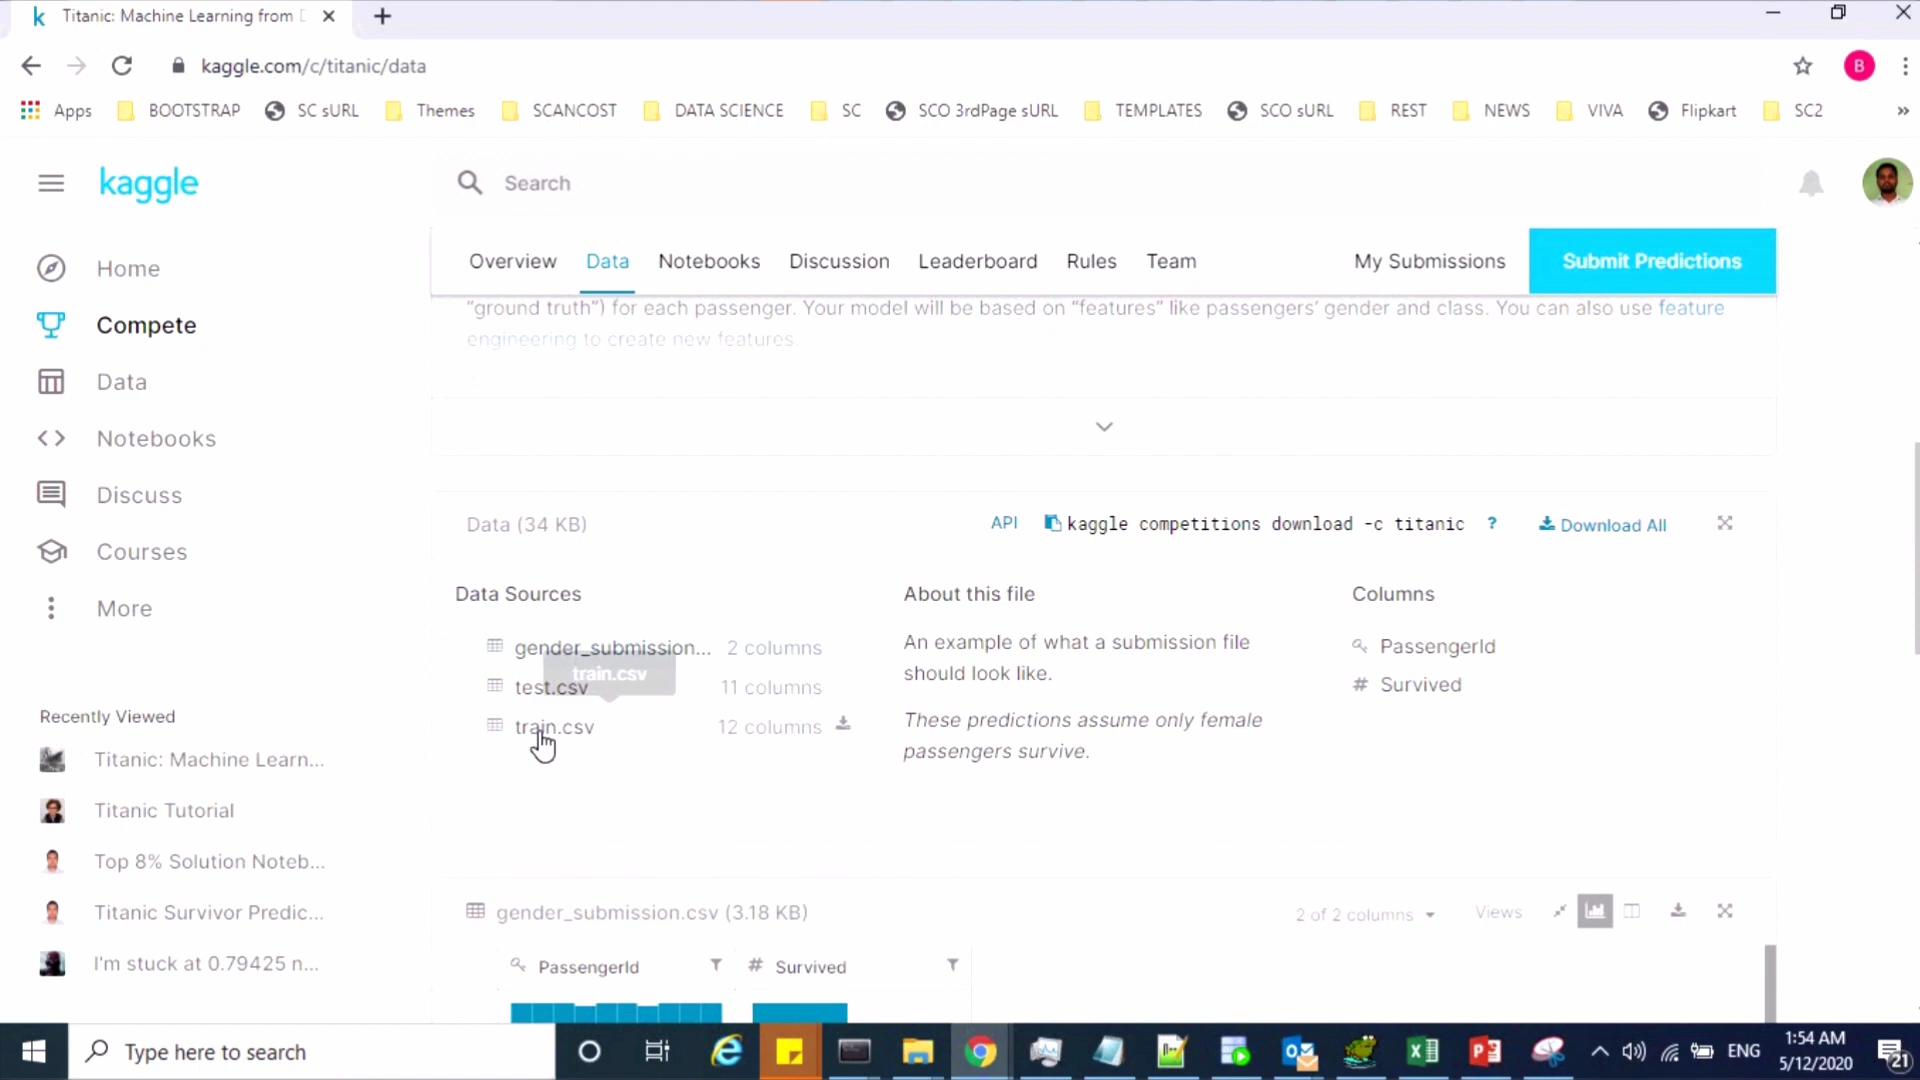 k Titanic: Machine Learning from
kaggle.com/c/titanic/data
B
Apps BOOTSTRAP SC sURL Themes SCANCOST DATA SCIENCE SC SCO 3rdPage sURL TEMPLATES SCO sURL REST NEWS VIVA Flipkart SC2 »
kaggle
Search
Overview Data Notebooks Discussion Leaderboard Rules Team My Submissions Submit Predictions
Home
Compete
Data
Notebooks
Discuss
Courses
More
Recently Viewed
Titanic: Machine Learn...
Titanic Tutorial
Top 8% Solution Noteb...
Titanic Survivor Predic...
I'm stuck at 0.79425 n...
“ground truth”) for each passenger. Your model will be based on “features” like passengers’ gender and class. You can also use feature
engineering to create new features.
Data (34 KB) API kaggle competitions download -c titanic ? Download All
Data Sources
gender_submission... 2 columns
train.csv
test.csv 11 columns
train.csv 12 columns
About this file
An example of what a submission file
should look like.
These predictions assume only female
passengers survive.
Columns
PassengerId
# Survived
gender_submission.csv (3.18 KB) 2 of 2 columns Views
PassengerId # Survived
Type here to search
ENG
1:54 AM
5/12/2020
21